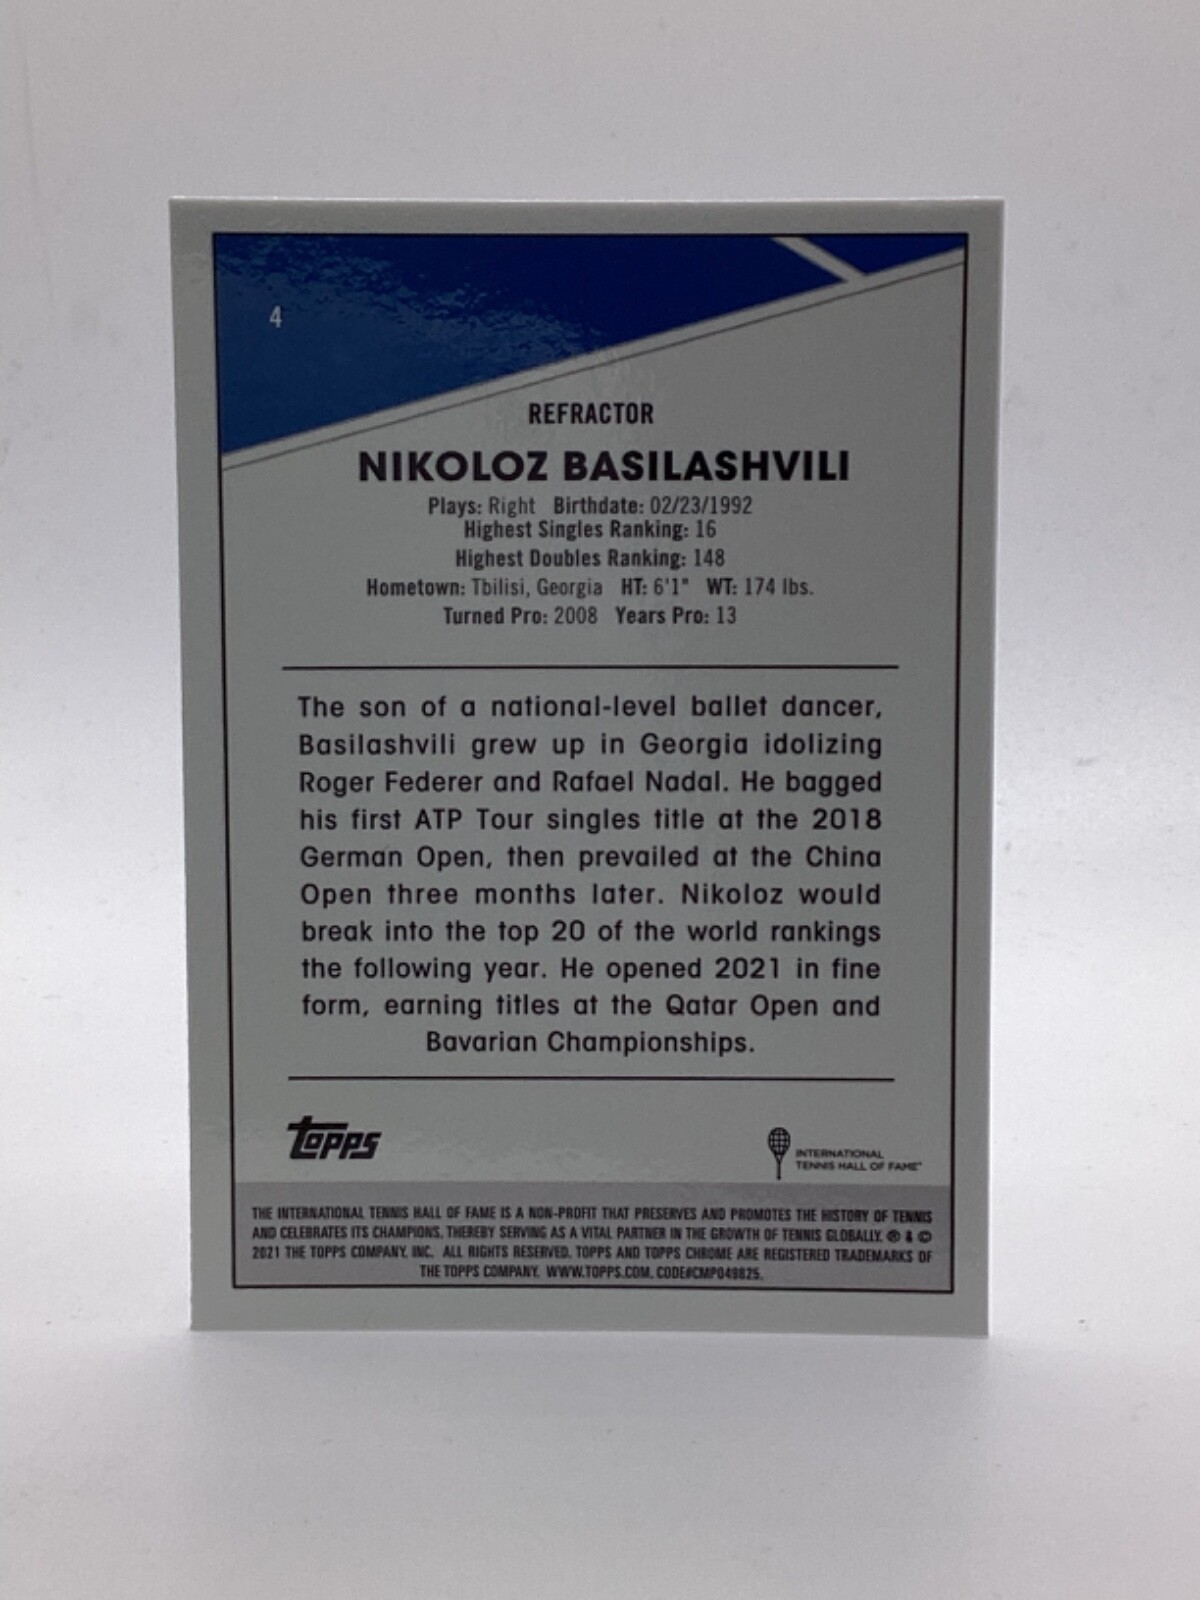 4
REFRACTOR
NIKOLOZ BASILASHVILI
Plays: Right Birthdate: 02/23/1992
Highest Singles Ranking: 16
Highest Doubles Ranking: 148
Hometown: Tbilisi, Georgia HT: 6'1" WT: 174 lbs.
Turned Pro: 2008 Years Pro: 13
The son of a national-level ballet dancer,
Basilashvili grew up in Georgia idolizing
Roger Federer and Rafael Nadal. He bagged
his first ATP Tour singles title at the 2018
German Open, then prevailed at the China
Open three months later. Nikoloz would
break into the top 20 of the world rankings
the following year. He opened 2021 in fine
form, earning titles at the Qatar Open and
Bavarian Championships.
topps
INTERNATIONAL
TENNIS HALL OF FAME™
THE INTERNATIONAL TENNIS HALL OF FAME IS A NON-PROFIT THAT PRESERVES AND PROMOTES THE HISTORY OF TENNIS
AND CELEBRATES ITS CHAMPIONS, THEREBY SERVING AS A VITAL PARTNER IN THE GROWTH OF TENNIS GLOBALLY. ® & ©
2021 THE TOPPS COMPANY, INC. ALL RIGHTS RESERVED. TOPPS AND TOPPS CHROME ARE REGISTERED TRADEMARKS OF
THE TOPPS COMPANY. WWW.TOPPS.COM. CODE#CMP049825.